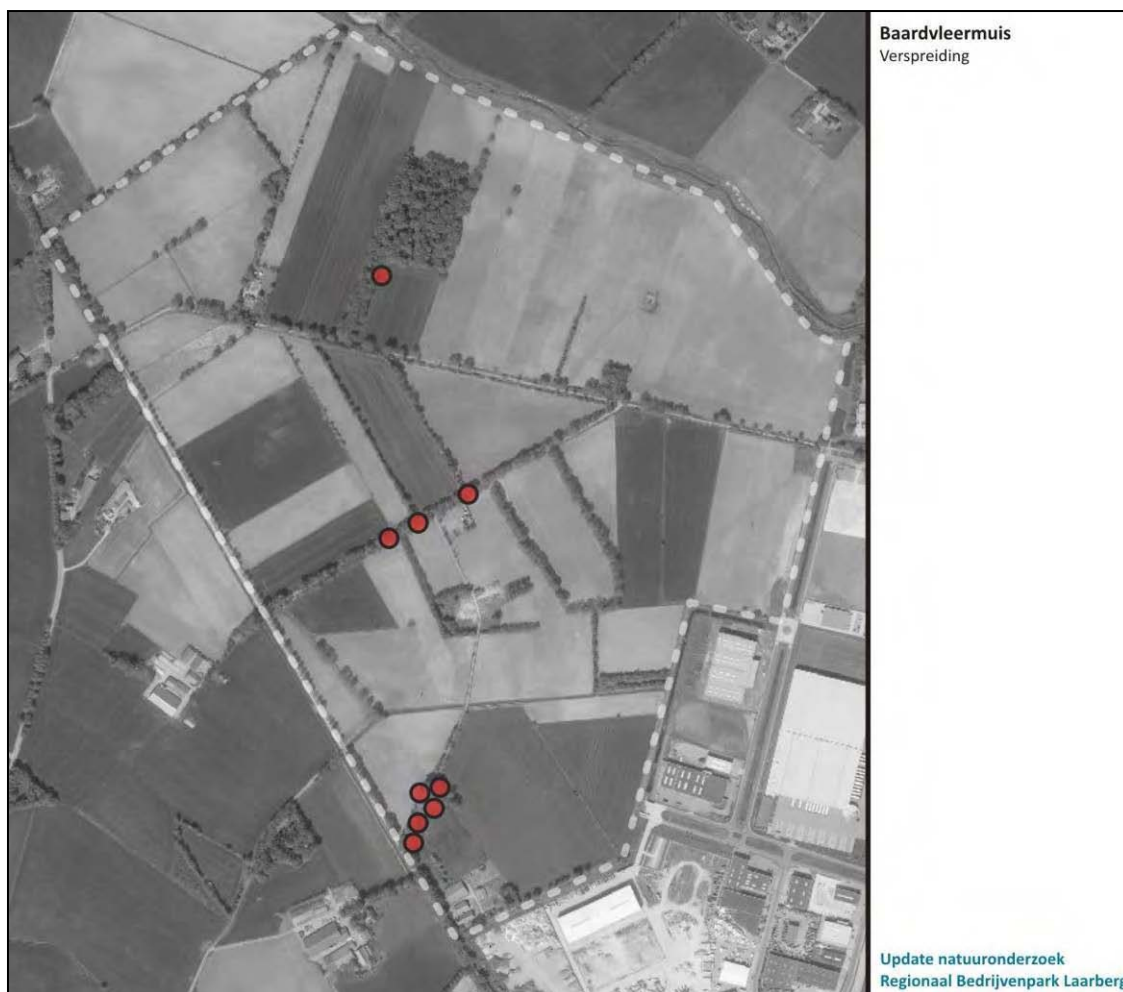 Baardvleermuis
Verspreiding
Update natuuronderzoek
Regionaal Bedrijvenpark Laarberg